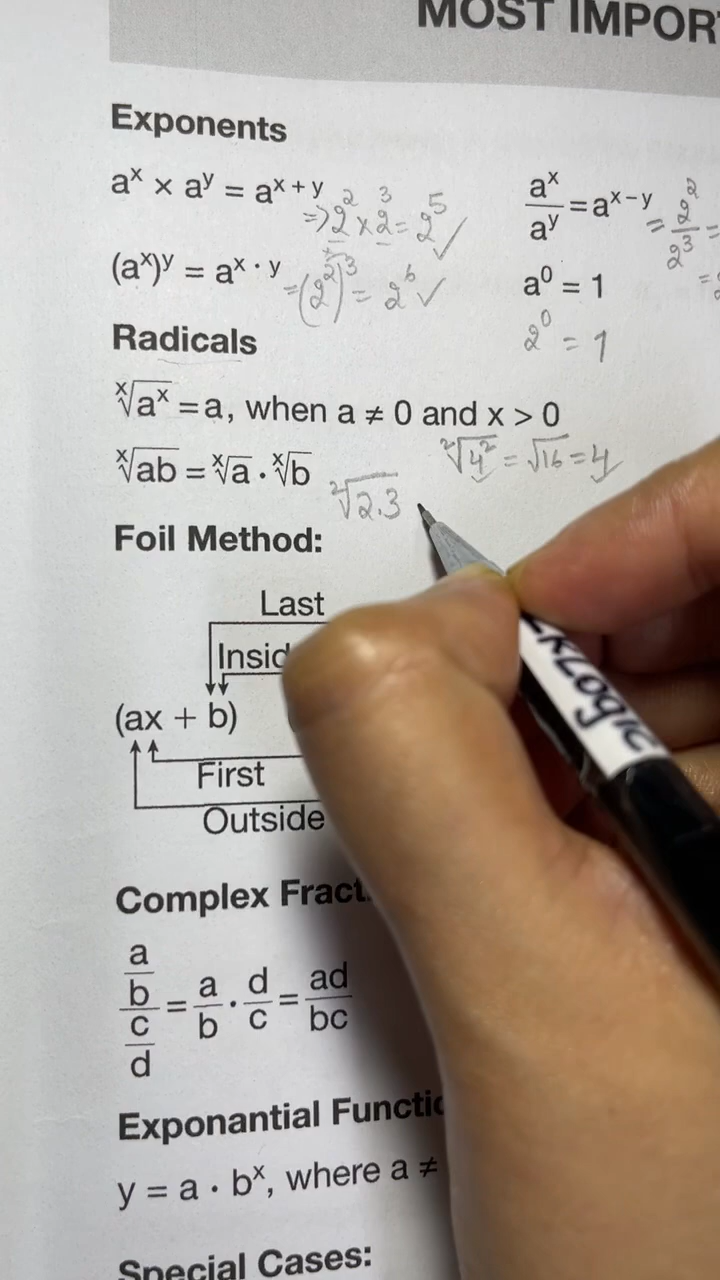 MOST IMPOR
Exponents
aˣ × aʸ = aˣ⁺ʸ
⇒ 2² × 2³ = 2⁵ ✓
aˣ/aʸ = aˣ⁻ʸ
= 2²/2³ =
(aˣ)ʸ = aˣ · ʸ
= (2²)³ = 2⁶ ✓
a⁰ = 1
2⁰ = 1
Radicals
ˣ√aˣ = a, when a ≠ 0 and x > 0
²√4² = √16 = 4
ˣ√ab = ˣ√a · ˣ√b
²√2.3
Foil Method:
Last
Insid
(ax + b)
First
Outside
Complex Fract
a/b / c/d = a/b · d/c = ad/bc
Exponantial Functio
y = a · bˣ, where a ≠
Special Cases: